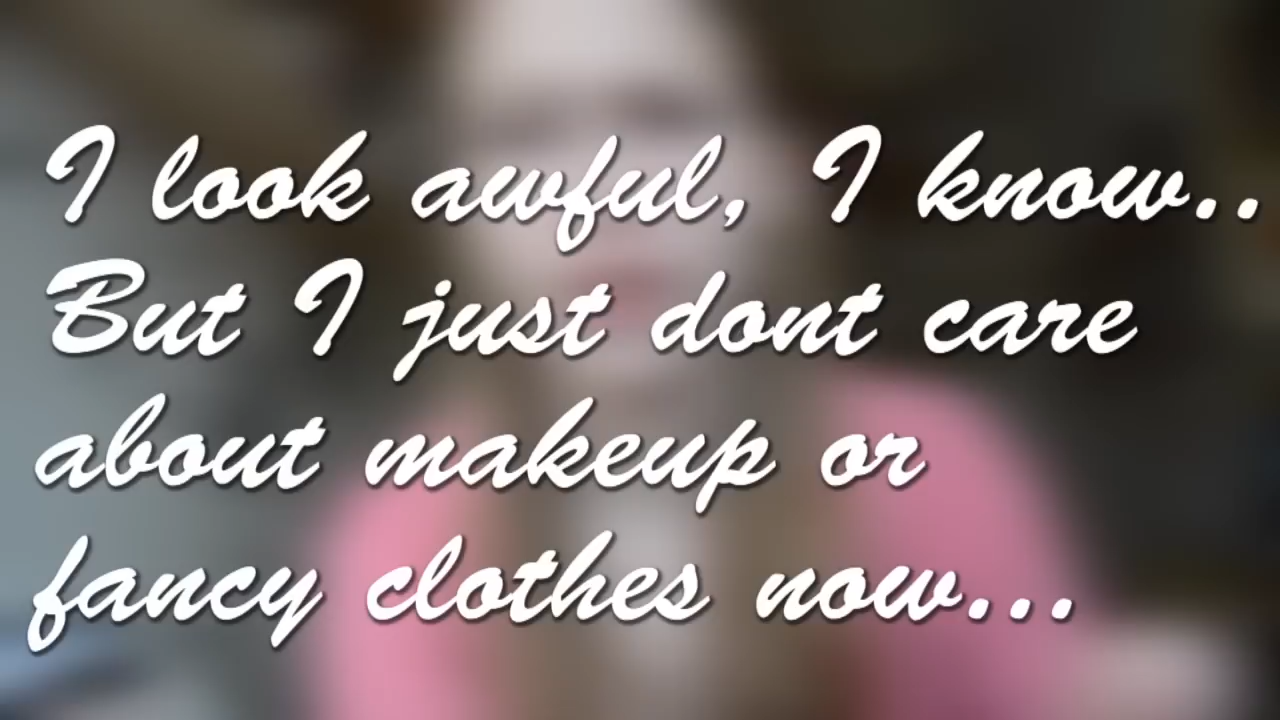 I look awful, I know..
But I just dont care
about makeup or
fancy clothes now...